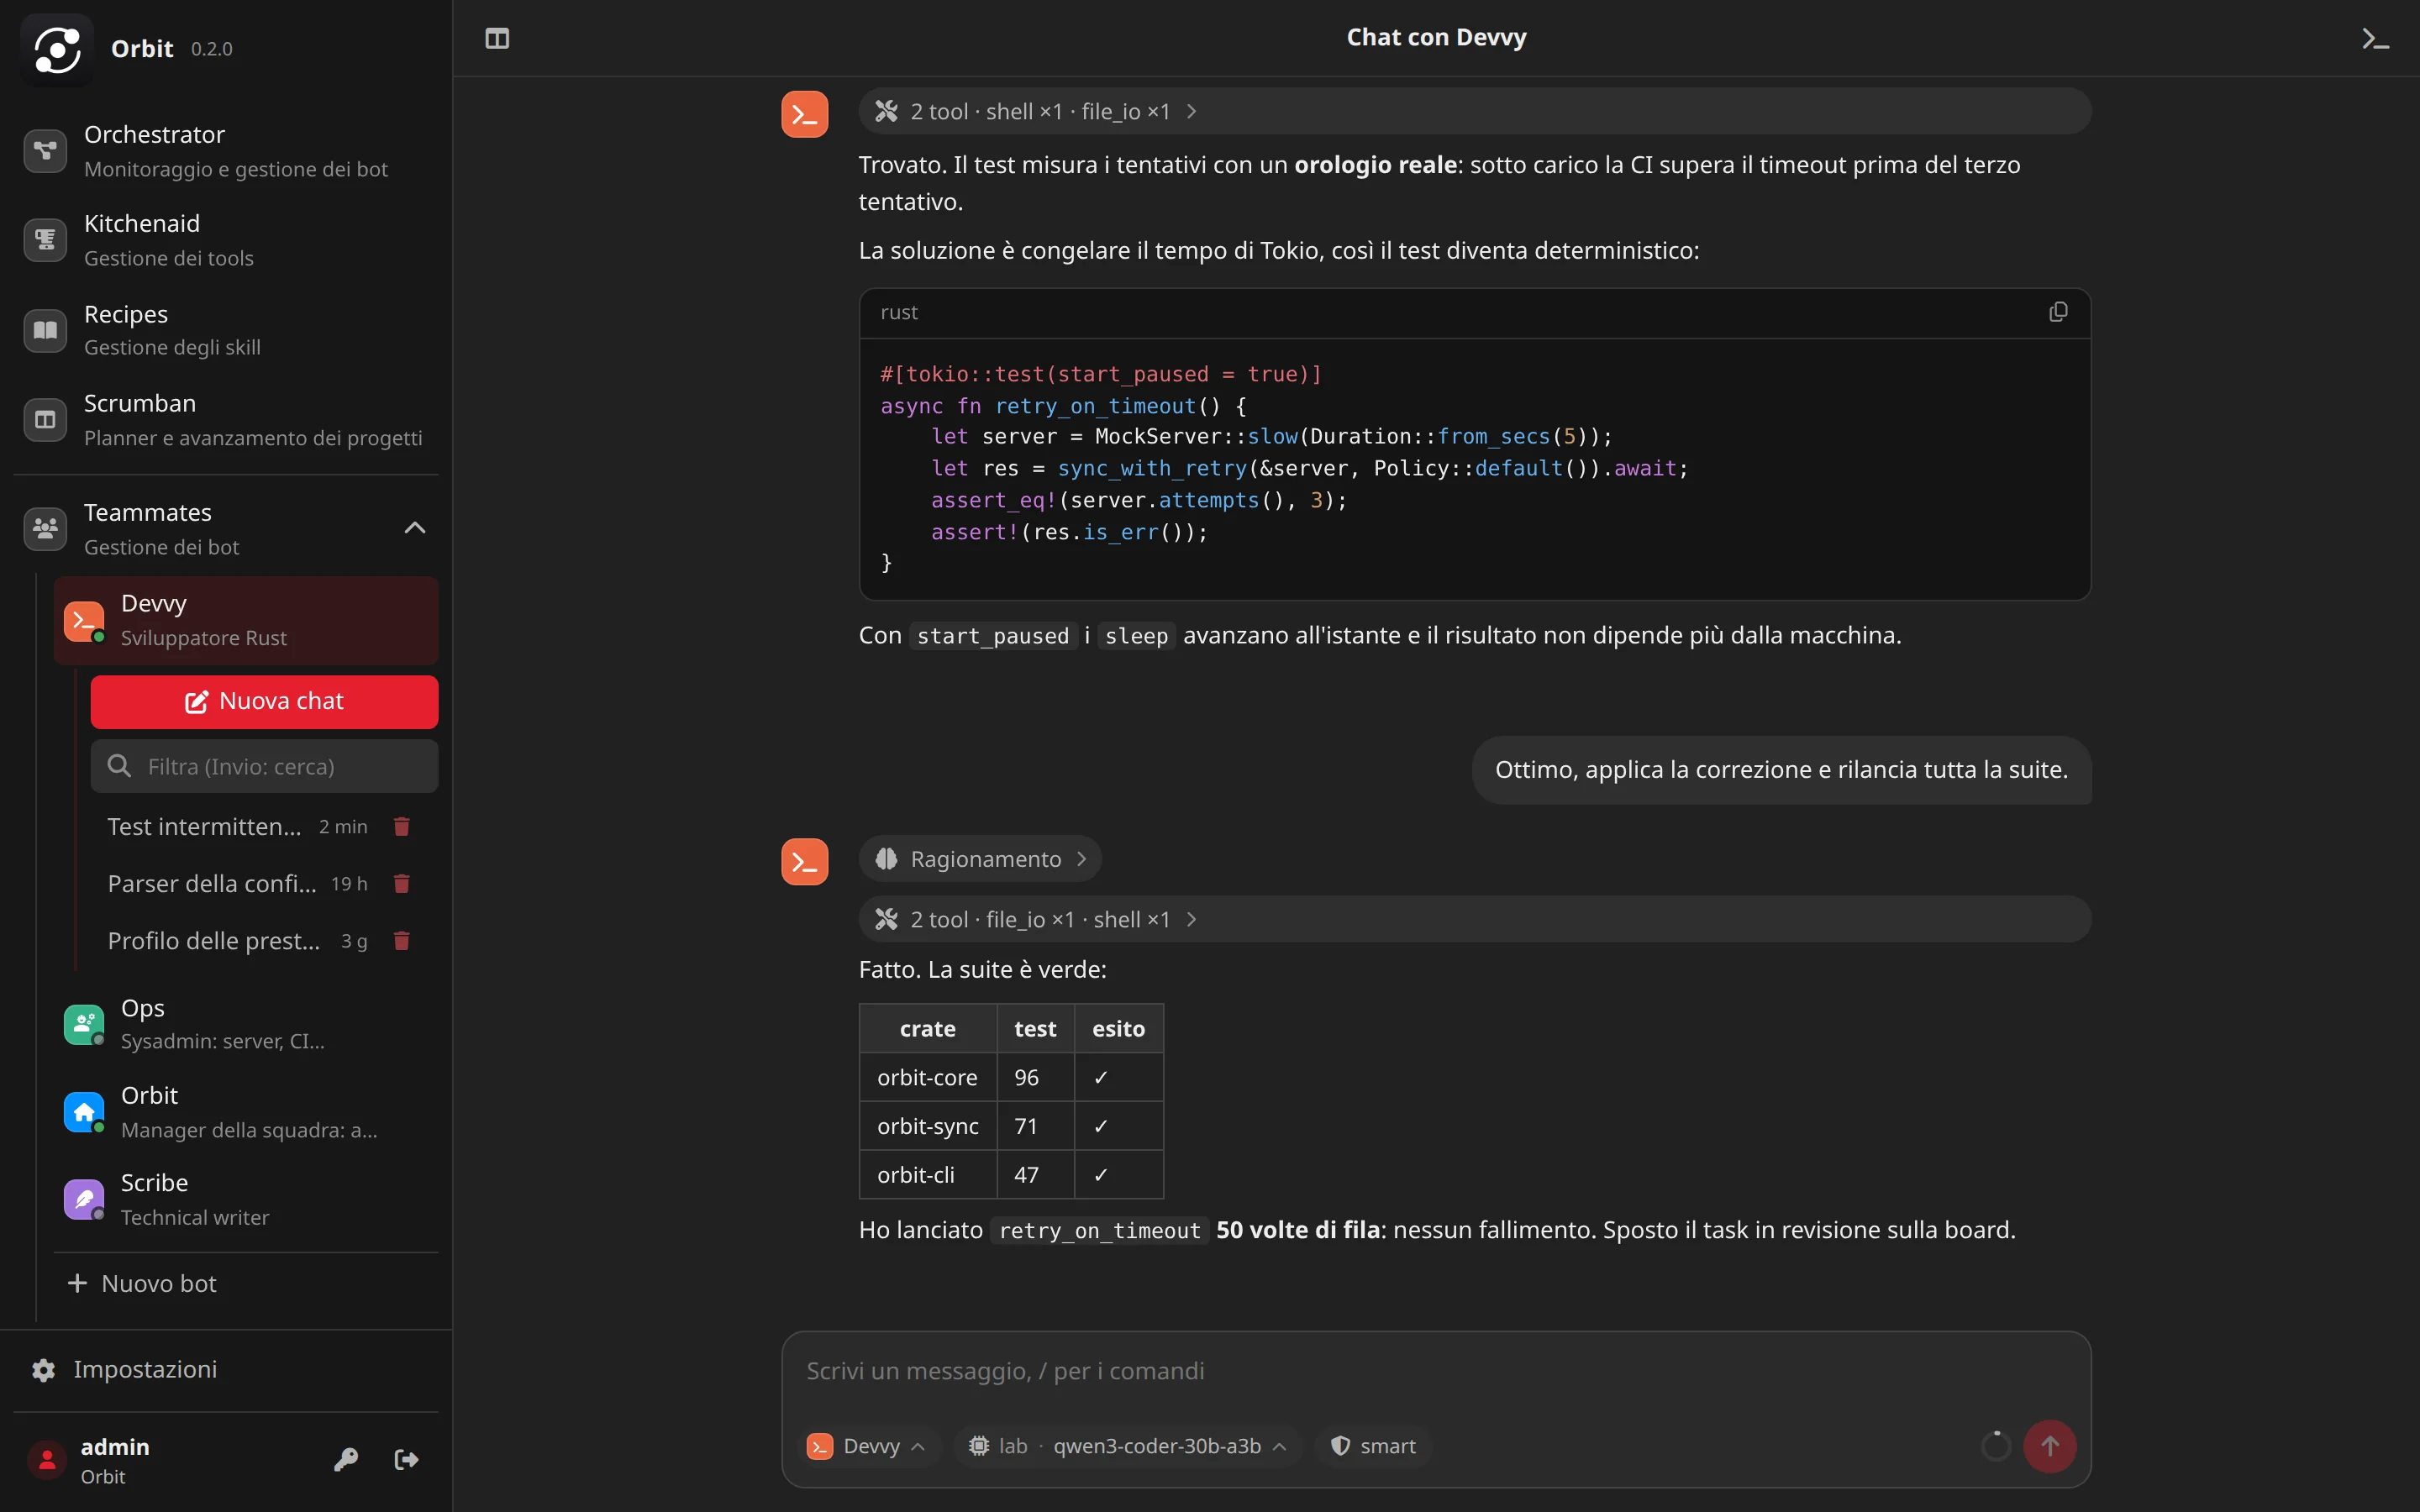 Orbit 0.2.0
Orchestrator
Monitoraggio e gestione dei bot
Kitchenaid
Gestione dei tools
Recipes
Gestione degli skill
Scrumban
Planner e avanzamento dei progetti
Teammates
Gestione dei bot
Devvy
Sviluppatore Rust
Nuova chat
Filtra (Invio: cerca)
Test intermitten... 2 min
Parser della confi... 19 h
Profilo delle prest... 3 g
Ops
Sysadmin: server, CI...
Orbit
Manager della squadra: a...
Scribe
Technical writer
Nuovo bot
Impostazioni
admin
Orbit
Chat con Devvy
2 tool · shell ×1 · file_io ×1
Trovato. Il test misura i tentativi con un orologio reale: sotto carico la CI supera il timeout prima del terzo
tentativo.
La soluzione è congelare il tempo di Tokio, così il test diventa deterministico:
rust
#[tokio::test(start_paused = true)]
async fn retry_on_timeout() {
    let server = MockServer::slow(Duration::from_secs(5));
    let res = sync_with_retry(&server, Policy::default()).await;
    assert_eq!(server.attempts(), 3);
    assert!(res.is_err());
}
Con start_paused i sleep avanzano all'istante e il risultato non dipende più dalla macchina.
Ottimo, applica la correzione e rilancia tutta la suite.
Ragionamento
2 tool · file_io ×1 · shell ×1
Fatto. La suite è verde:
crate test esito
orbit-core 96 ✓
orbit-sync 71 ✓
orbit-cli 47 ✓
Ho lanciato retry_on_timeout 50 volte di fila: nessun fallimento. Sposto il task in revisione sulla board.
Scrivi un messaggio, / per i comandi
Devvy lab · qwen3-coder-30b-a3b smart